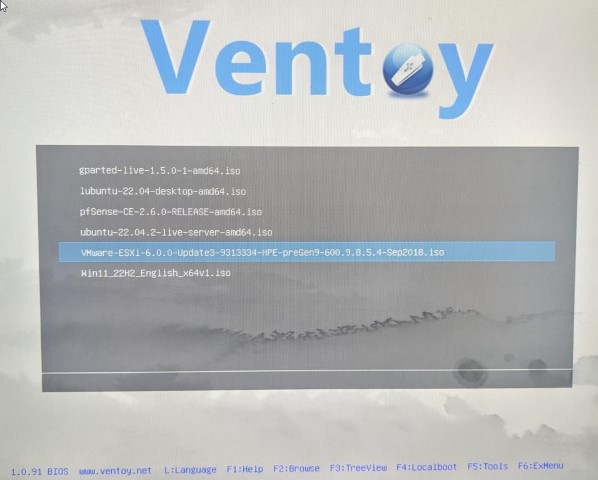 Ventoy
gparted-live-1.5.0-1-amd64.iso
lubuntu-22.04-desktop-amd64.iso
pfSense-CE-2.6.0-RELEASE-amd64.iso
ubuntu-22.04.2-live-server-amd64.iso
VMware-ESXi-6.0.0-Update3-9313334-HPE-preGen9-600.9.8.5.4-Sep2018.iso
Win11_22H2_English_x64v1.iso
1.0.91 BIOS www.ventoy.net L:Language F1:Help F2:Browse F3:TreeView F4:Localboot F5:Tools F6:ExMenu